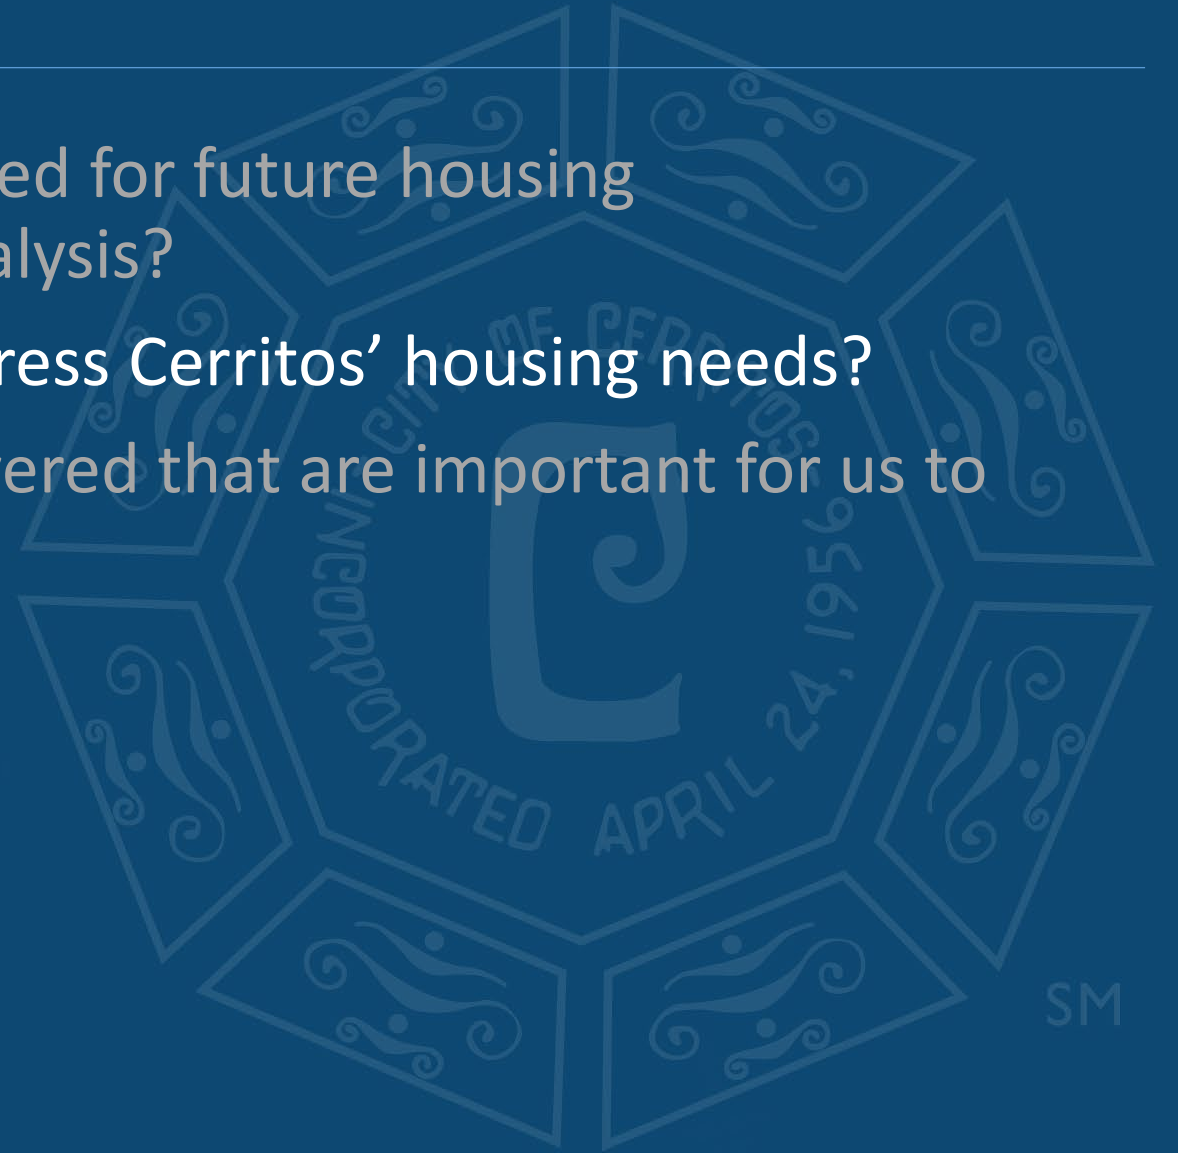 ed for future housing
alysis?
ress Cerritos’ housing needs?
vered that are important for us to
CITY OF CERRITOS
INCORPORATED APRIL 24, 1956
SM